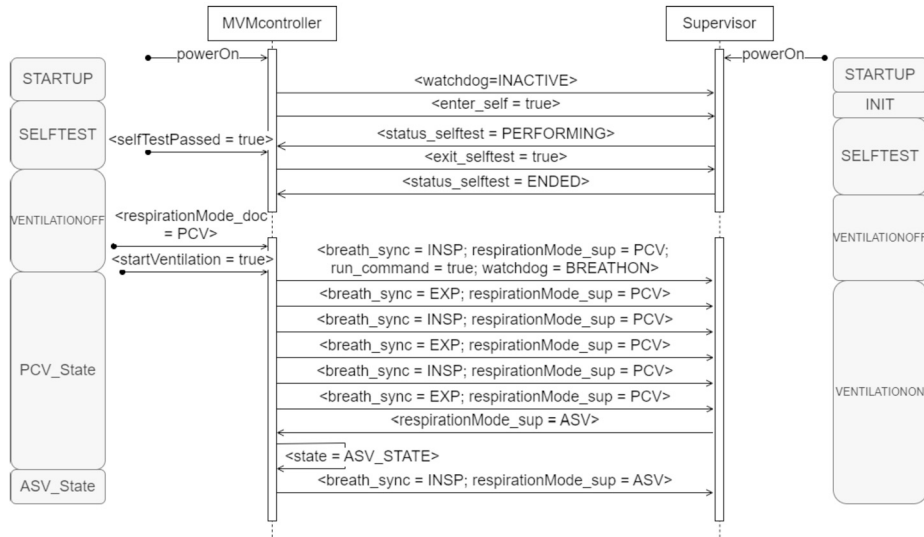 MVMcontroller
Supervisor
powerOn
powerOn
STARTUP
STARTUP
<watchdog=INACTIVE>
<enter_self = true>
INIT
SELFTEST
<status_selftest = PERFORMING>
<selfTestPassed = true>
<exit_selftest = true>
SELFTEST
<status_selftest = ENDED>
VENTILATIONOFF
<respirationMode_doc
= PCV>
VENTILATIONOFF
<startVentilation = true>
<breath_sync = INSP; respirationMode_sup = PCV;
run_command = true; watchdog = BREATHON>
<breath_sync = EXP; respirationMode_sup = PCV>
<breath_sync = INSP; respirationMode_sup = PCV>
<breath_sync = EXP; respirationMode_sup = PCV>
PCV_State
<breath_sync = INSP; respirationMode_sup = PCV>
VENTILATIONON
<breath_sync = EXP; respirationMode_sup = PCV>
<respirationMode_sup = ASV>
<state = ASV_STATE>
ASV_State
<breath_sync = INSP; respirationMode_sup = ASV>